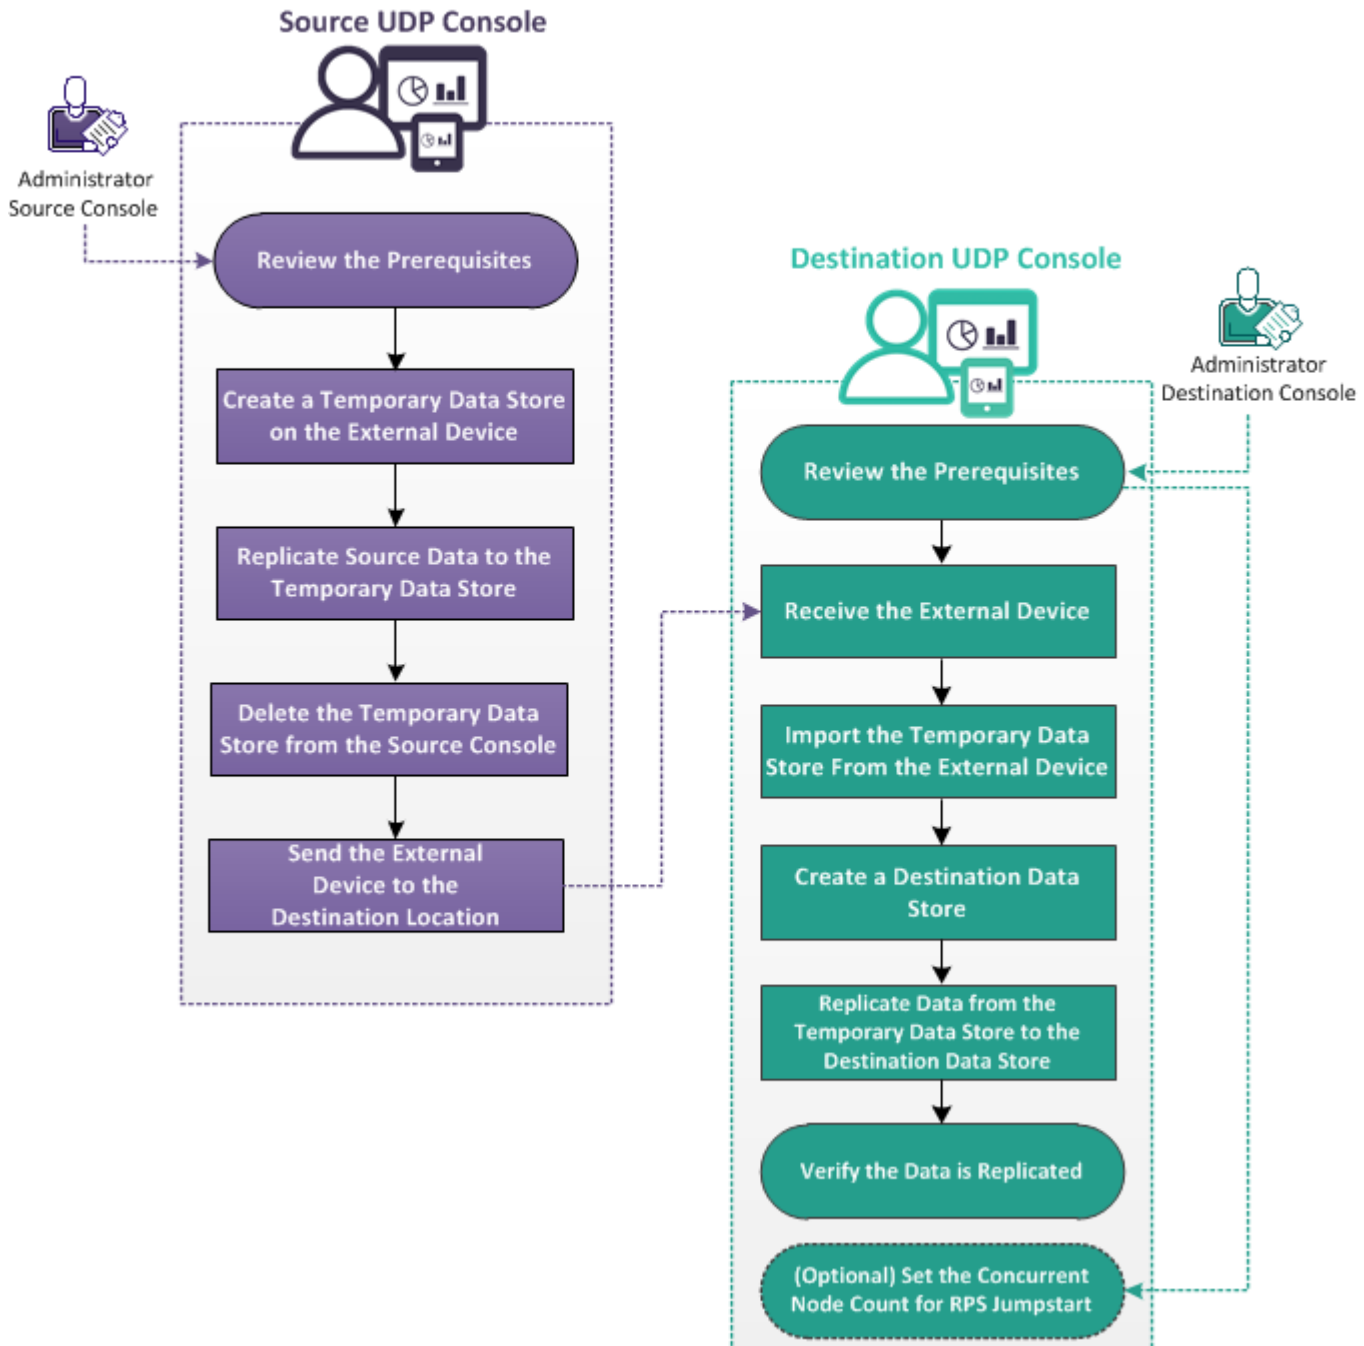 Source UDP Console
Administrator
Source Console
Review the Prerequisites
Create a Temporary Data Store
on the External Device
Replicate Source Data to the
Temporary Data Store
Delete the Temporary Data
Store from the Source Console
Send the External
Device to the
Destination Location
Destination UDP Console
Administrator
Destination Console
Review the Prerequisites
Receive the External Device
Import the Temporary Data
Store From the External Device
Create a Destination Data
Store
Replicate Data from the
Temporary Data Store to the
Destination Data Store
Verify the Data is Replicated
(Optional) Set the Concurrent
Node Count for RPS Jumpstart